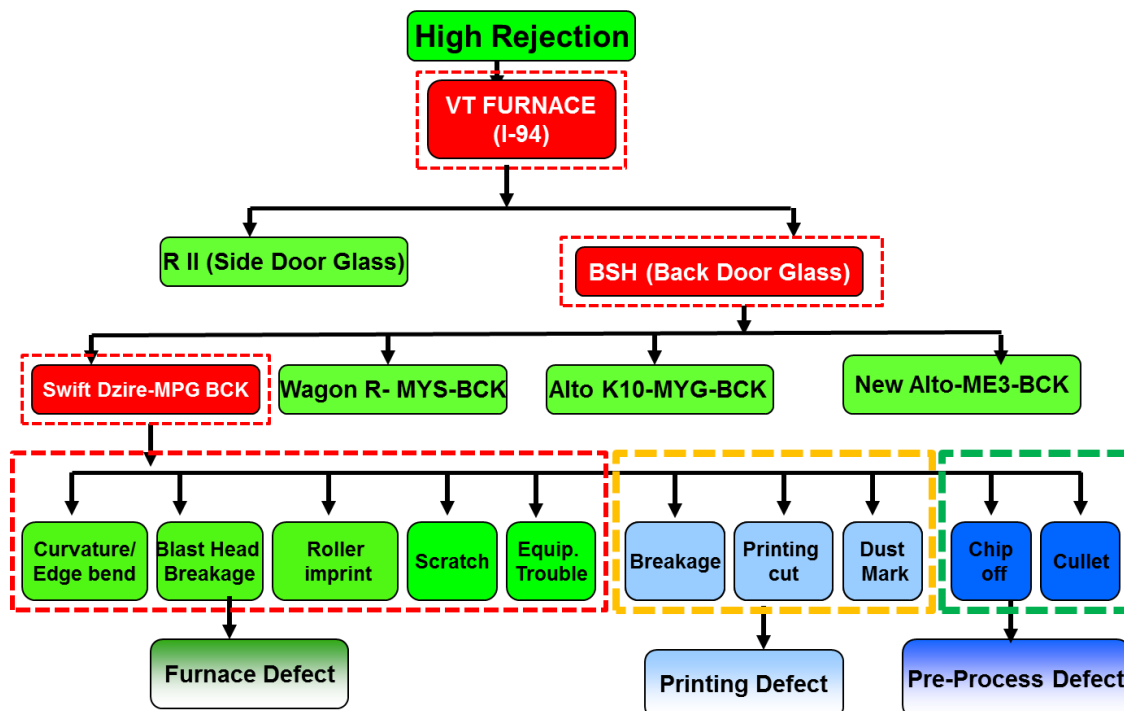 High Rejection
VT FURNACE
(I-94)
R II (Side Door Glass)
BSH (Back Door Glass)
Swift Dzire-MPG BCK
Wagon R- MYS-BCK
Alto K10-MYG-BCK
New Alto-ME3-BCK
Curvature/
Edge bend
Blast Head
Breakage
Roller
imprint
Scratch
Equip.
Trouble
Breakage
Printing
cut
Dust
Mark
Chip
off
Cullet
Furnace Defect
Printing Defect
Pre-Process Defect